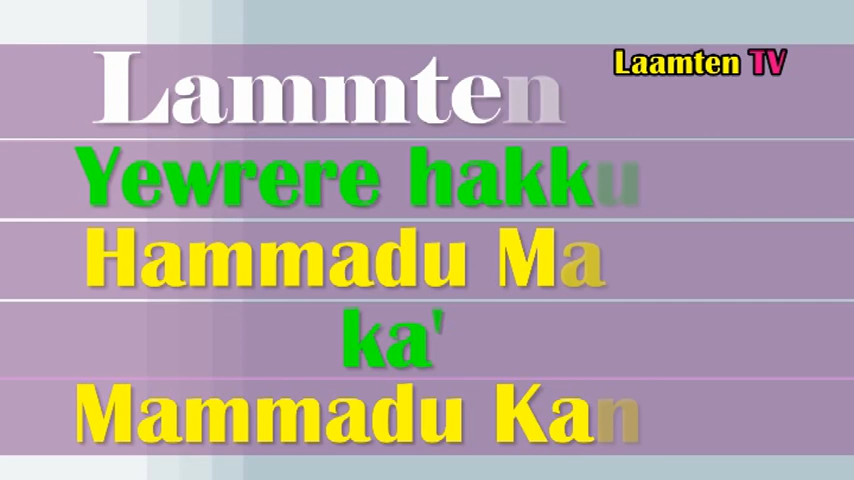 Laamten TV
Lammten
Yewrere hakku
Hammadu Ma
ka'
Mammadu Kan